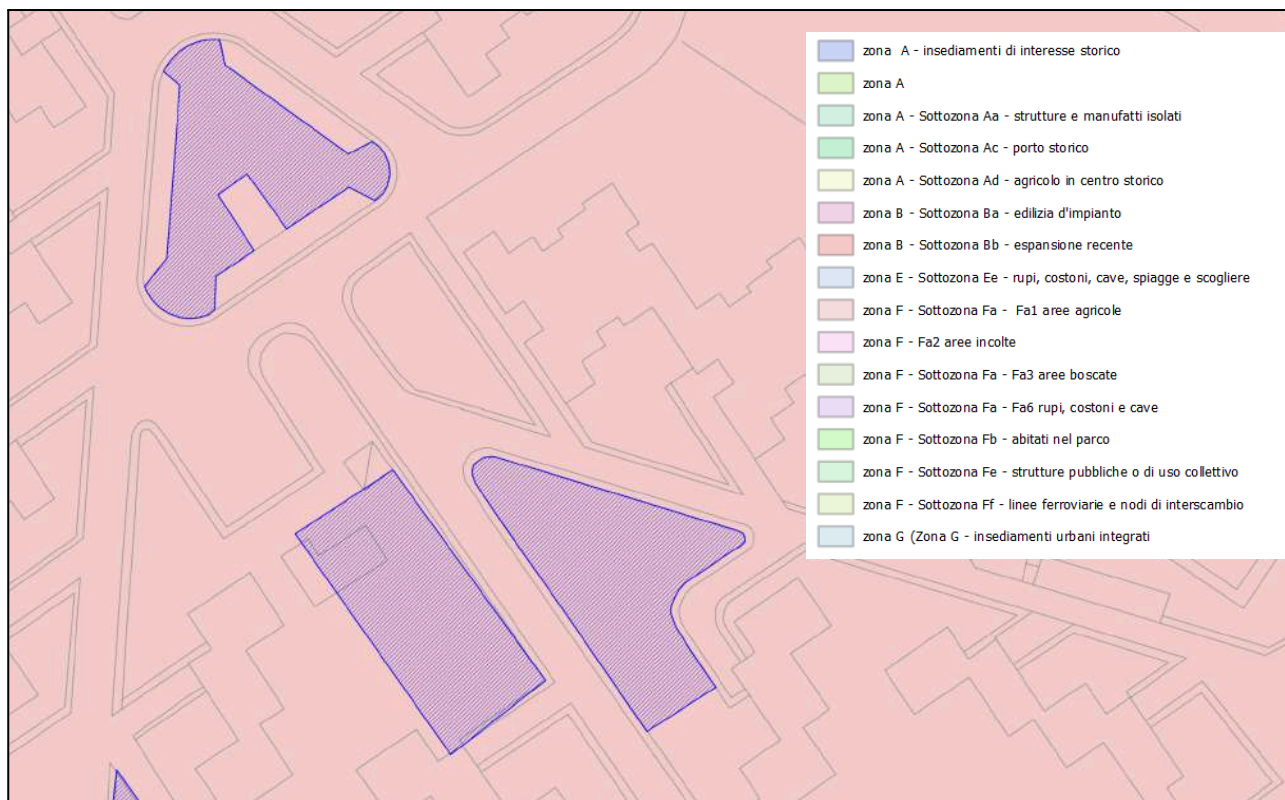 zona A - insediamenti di interesse storico
zona A
zona A - Sottozona Aa - strutture e manufatti isolati
zona A - Sottozona Ac - porto storico
zona A - Sottozona Ad - agricolo in centro storico
zona B - Sottozona Ba - edilizia d'impianto
zona B - Sottozona Bb - espansione recente
zona E - Sottozona Ee - rupi, costoni, cave, spiagge e scogliere
zona F - Sottozona Fa - Fa1 aree agricole
zona F - Fa2 aree incolte
zona F - Sottozona Fa - Fa3 aree boscate
zona F - Sottozona Fa - Fa6 rupi, costoni e cave
zona F - Sottozona Fb - abitati nel parco
zona F - Sottozona Fe - strutture pubbliche o di uso collettivo
zona F - Sottozona Ff - linee ferroviarie e nodi di interscambio
zona G (Zona G - insediamenti urbani integrati